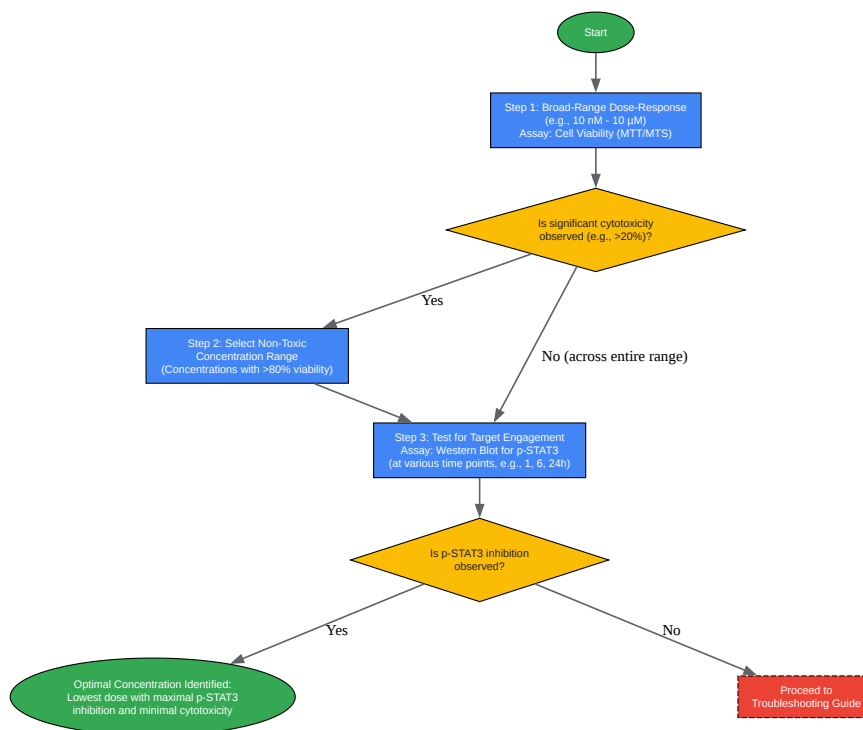 Start
Step 1: Broad-Range Dose-Response
(e.g., 10 nM - 10 µM)
Assay: Cell Viability (MTT/MTS)
Is significant cytotoxicity
observed (e.g., >20%)?
Yes
Step 2: Select Non-Toxic
Concentration Range
(Concentrations with >80% viability)
No (across entire range)
Step 3: Test for Target Engagement
Assay: Western Blot for p-STAT3
(at various time points, e.g., 1, 6, 24h)
Is p-STAT3 inhibition
observed?
Yes
No
Optimal Concentration Identified:
Lowest dose with maximal p-STAT3
inhibition and minimal cytotoxicity
Proceed to
Troubleshooting Guide